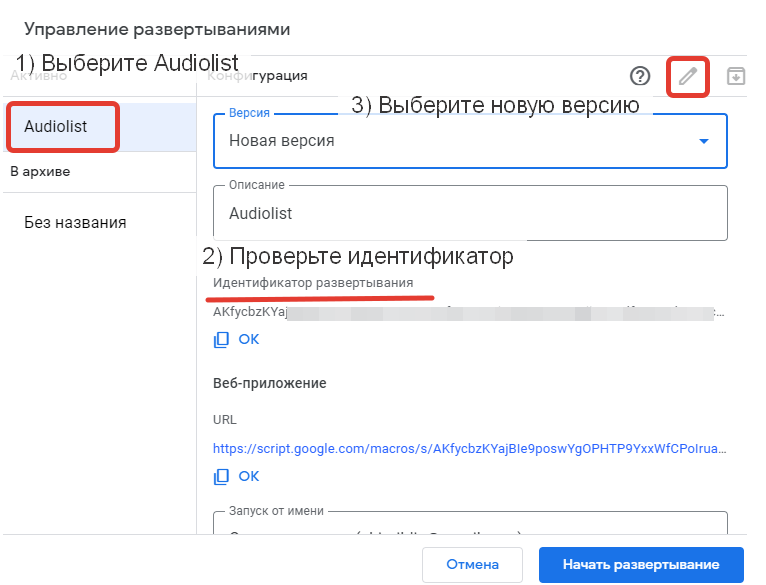 Управление развертываниями
1) Выберите Audiolist
Активно
Конфигурация
3) Выберите новую версию
Audiolist
Версия
Новая версия
В архиве
Описание
Audiolist
Без названия
2) Проверьте идентификатор
Идентификатор развертывания
AKfycbzKYaj
OK
Веб-приложение
URL
https://script.google.com/macros/s/AKfycbzKYajBIe9poswYgOPHTP9YxxWfCPoIrua...
OK
Запуск от имени
Отмена
Начать развертывание